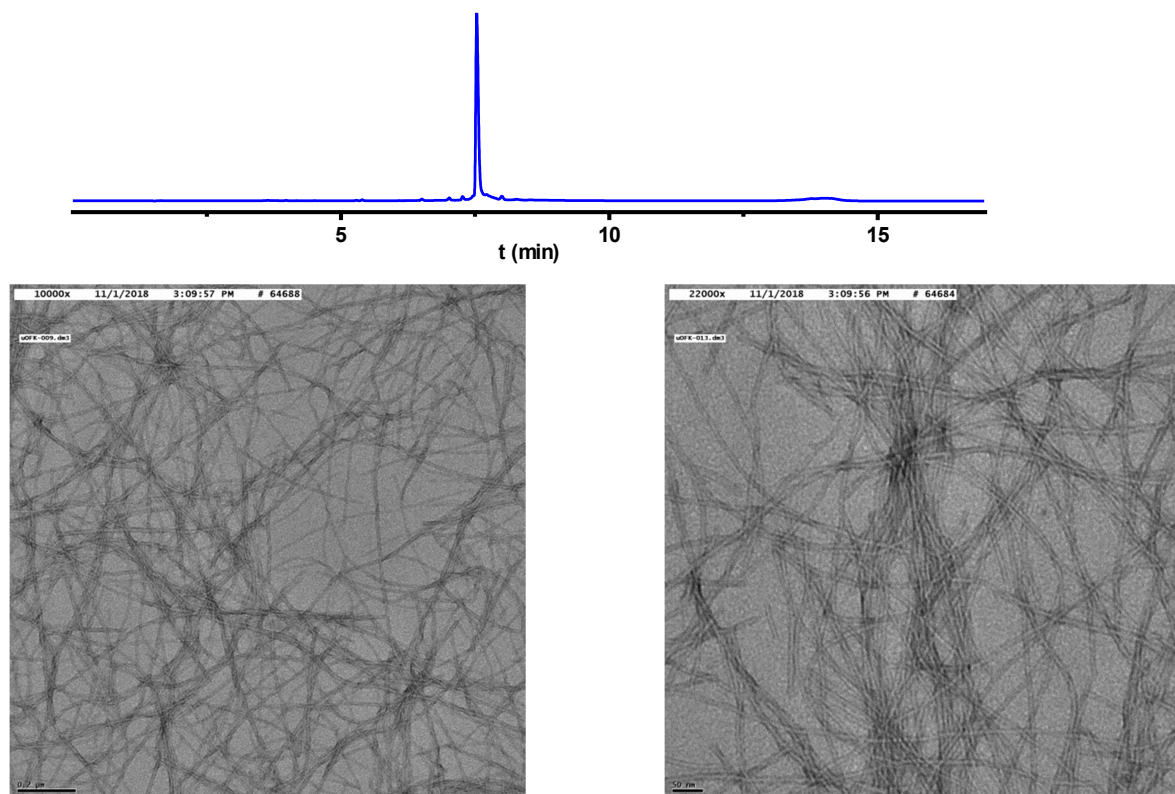 5
10
15
t (min)
10000x 11/1/2018 3:09:57 PM # 64688
uOFK-009.dm3
0.2 µm
22000x 11/1/2018 3:09:56 PM # 64684
uOFK-013.dm3
50 nm